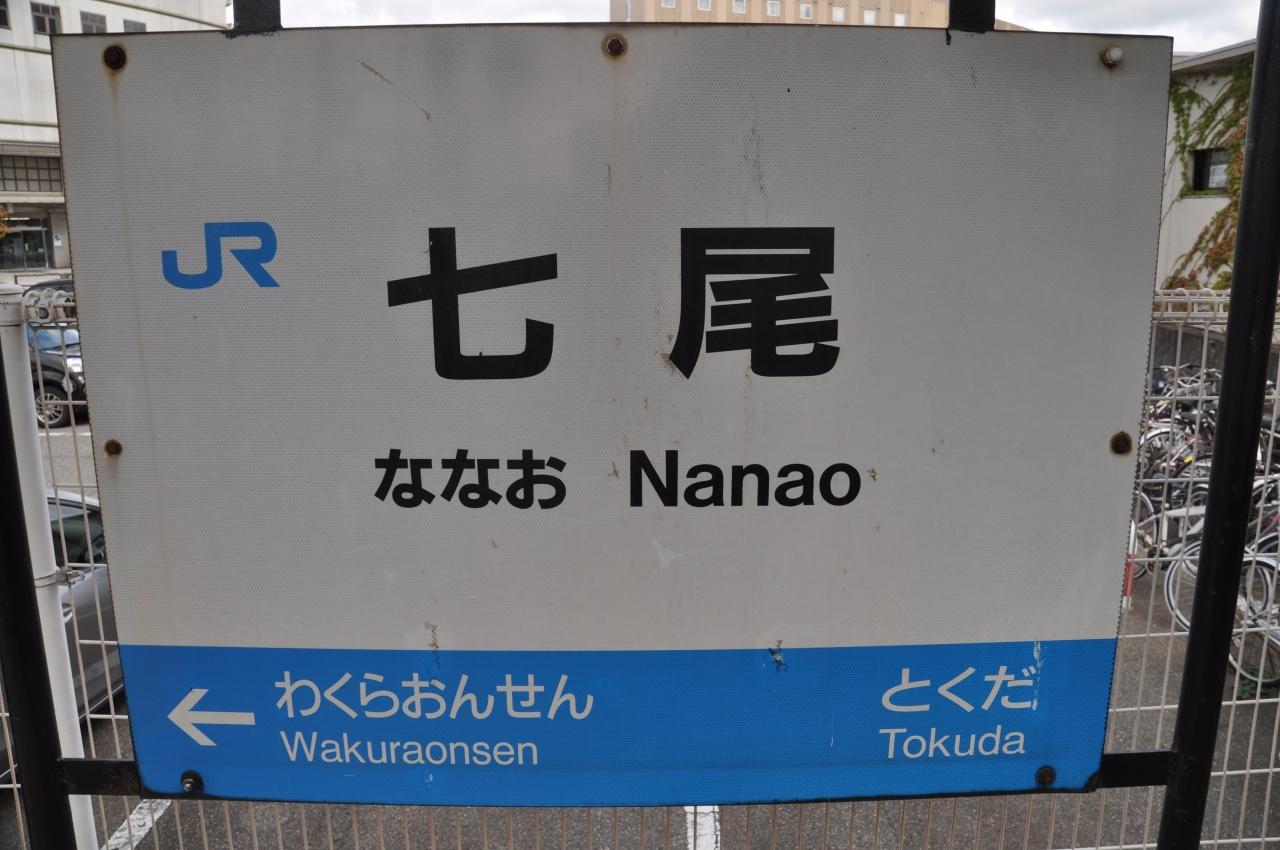 JR
七尾
ななお Nanao
← わくらおんせん とくだ
Wakuraonsen Tokuda